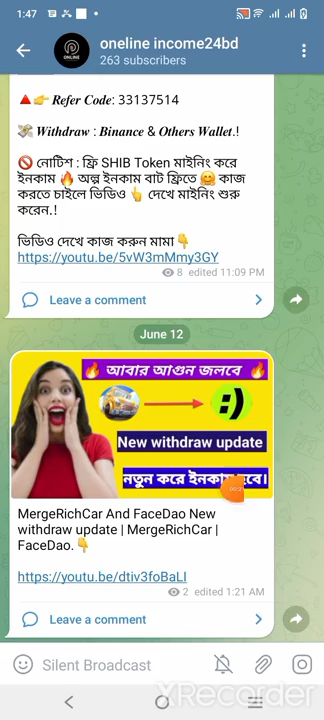 1:47
oneline income24bd
263 subscribers
🔺👉 Refer Code: 33137514
💸 Withdraw : Binance & Others Wallet.!
🚫 নোটিশ : ফ্রি SHIB Token মাইনিং করে
ইনকাম 🔥 অল্প ইনকাম বাট ফ্রিতে 🤗 কাজ
করতে চাইলে ভিডিও 👆 দেখে মাইনিং শুরু
করেন.!
ভিডিও দেখে কাজ করুন মামা👇
https://youtu.be/5vW3mMmy3GY
8 edited 11:09 PM
Leave a comment
June 12
🔥 আবার আগুন জলবে 🔥
:)
New withdraw update
নতুন করে ইনকাম হবে।
MergeRichCar And FaceDao New
withdraw update | MergeRichCar |
FaceDao.👇
https://youtu.be/dtiv3foBaLI
2 edited 1:21 AM
Leave a comment
Silent Broadcast
XRecorder